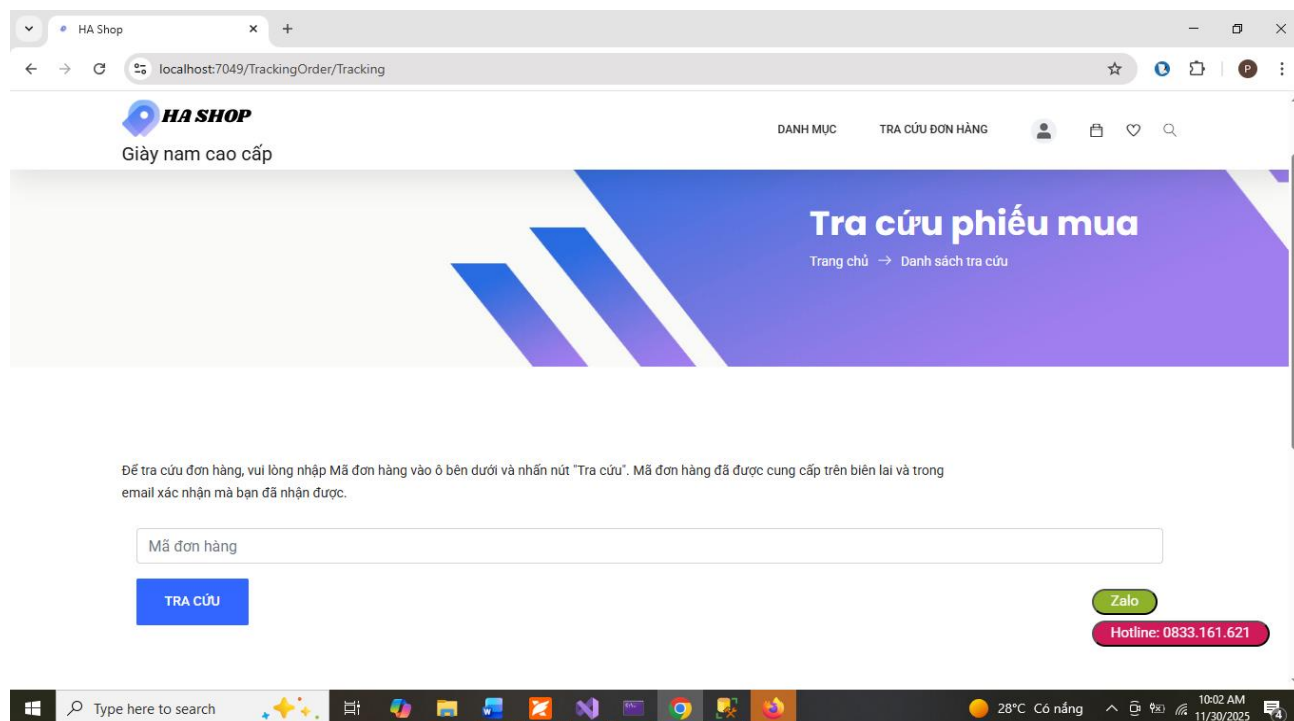 HA Shop
localhost:7049/TrackingOrder/Tracking
P
HA SHOP
Giày nam cao cấp
DANH MỤC
TRA CỨU ĐƠN HÀNG
Tra cứu phiếu mua
Trang chủ → Danh sách tra cứu
Để tra cứu đơn hàng, vui lòng nhập Mã đơn hàng vào ô bên dưới và nhấn nút "Tra cứu". Mã đơn hàng đã được cung cấp trên biên lai và trong
email xác nhận mà bạn đã nhận được.
Mã đơn hàng
TRA CỨU
Zalo
Hotline: 0833.161.621
Type here to search
28°C Có nắng
10:02 AM
11/30/2025
4